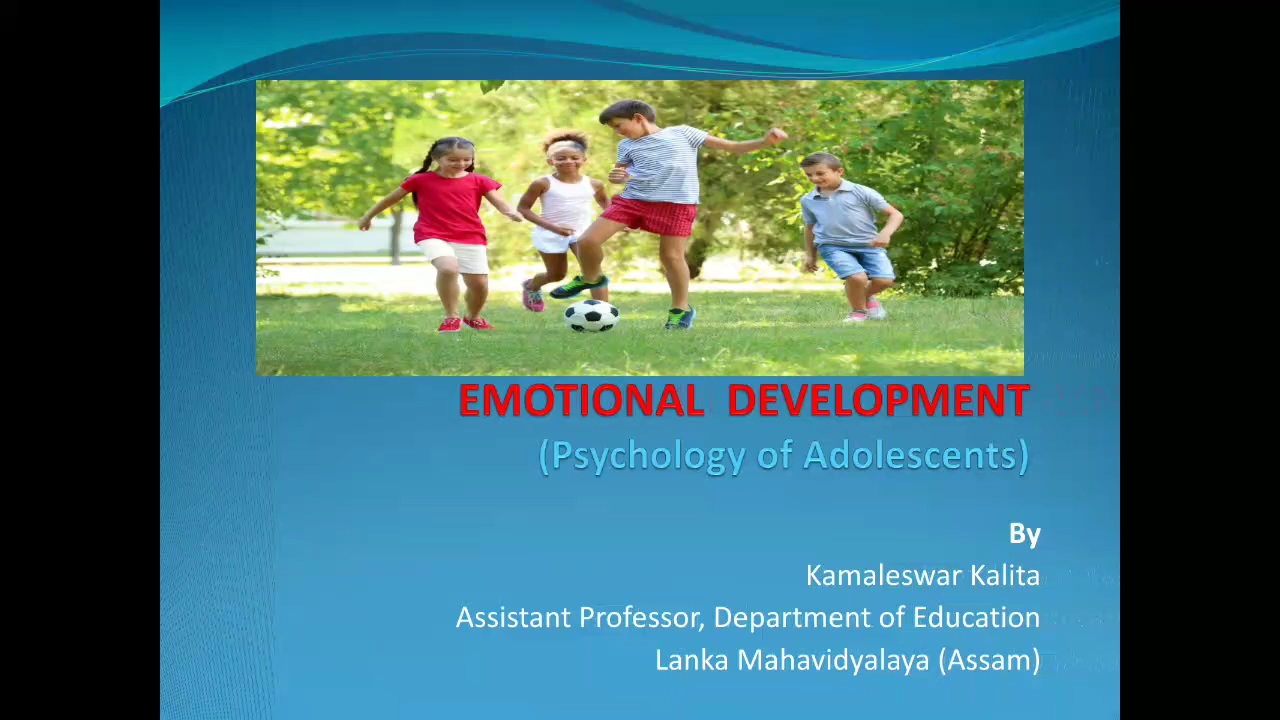 EMOTIONAL DEVELOPMENT
(Psychology of Adolescents)
By
Kamaleswar Kalita
Assistant Professor, Department of Education
Lanka Mahavidyalaya (Assam)